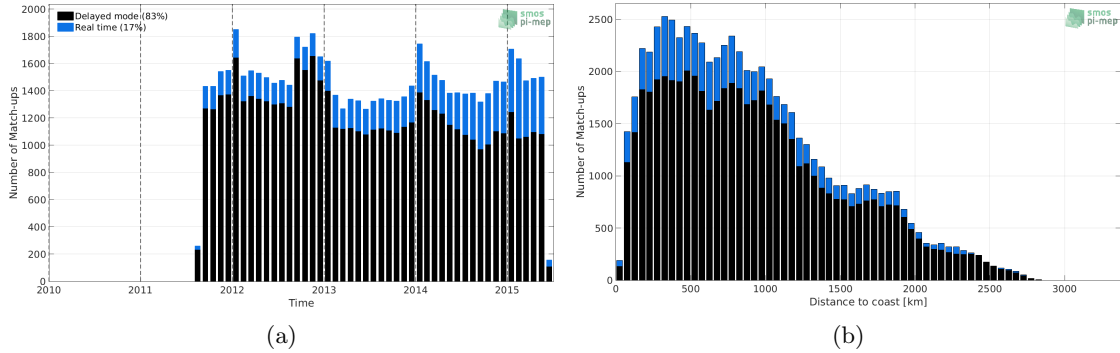 2000
1800
1600
1400
1200
1000
800
600
400
200
0
Number of Match-ups
Delayed mode (83%)
Real time (17%)
smos
pi-mep
2010
2011
2012
2013
2014
2015
Time
(a)
2500
2000
1500
1000
500
0
Number of Match-ups
smos
pi-mep
0
500
1000
1500
2000
2500
3000
Distance to coast [km]
(b)